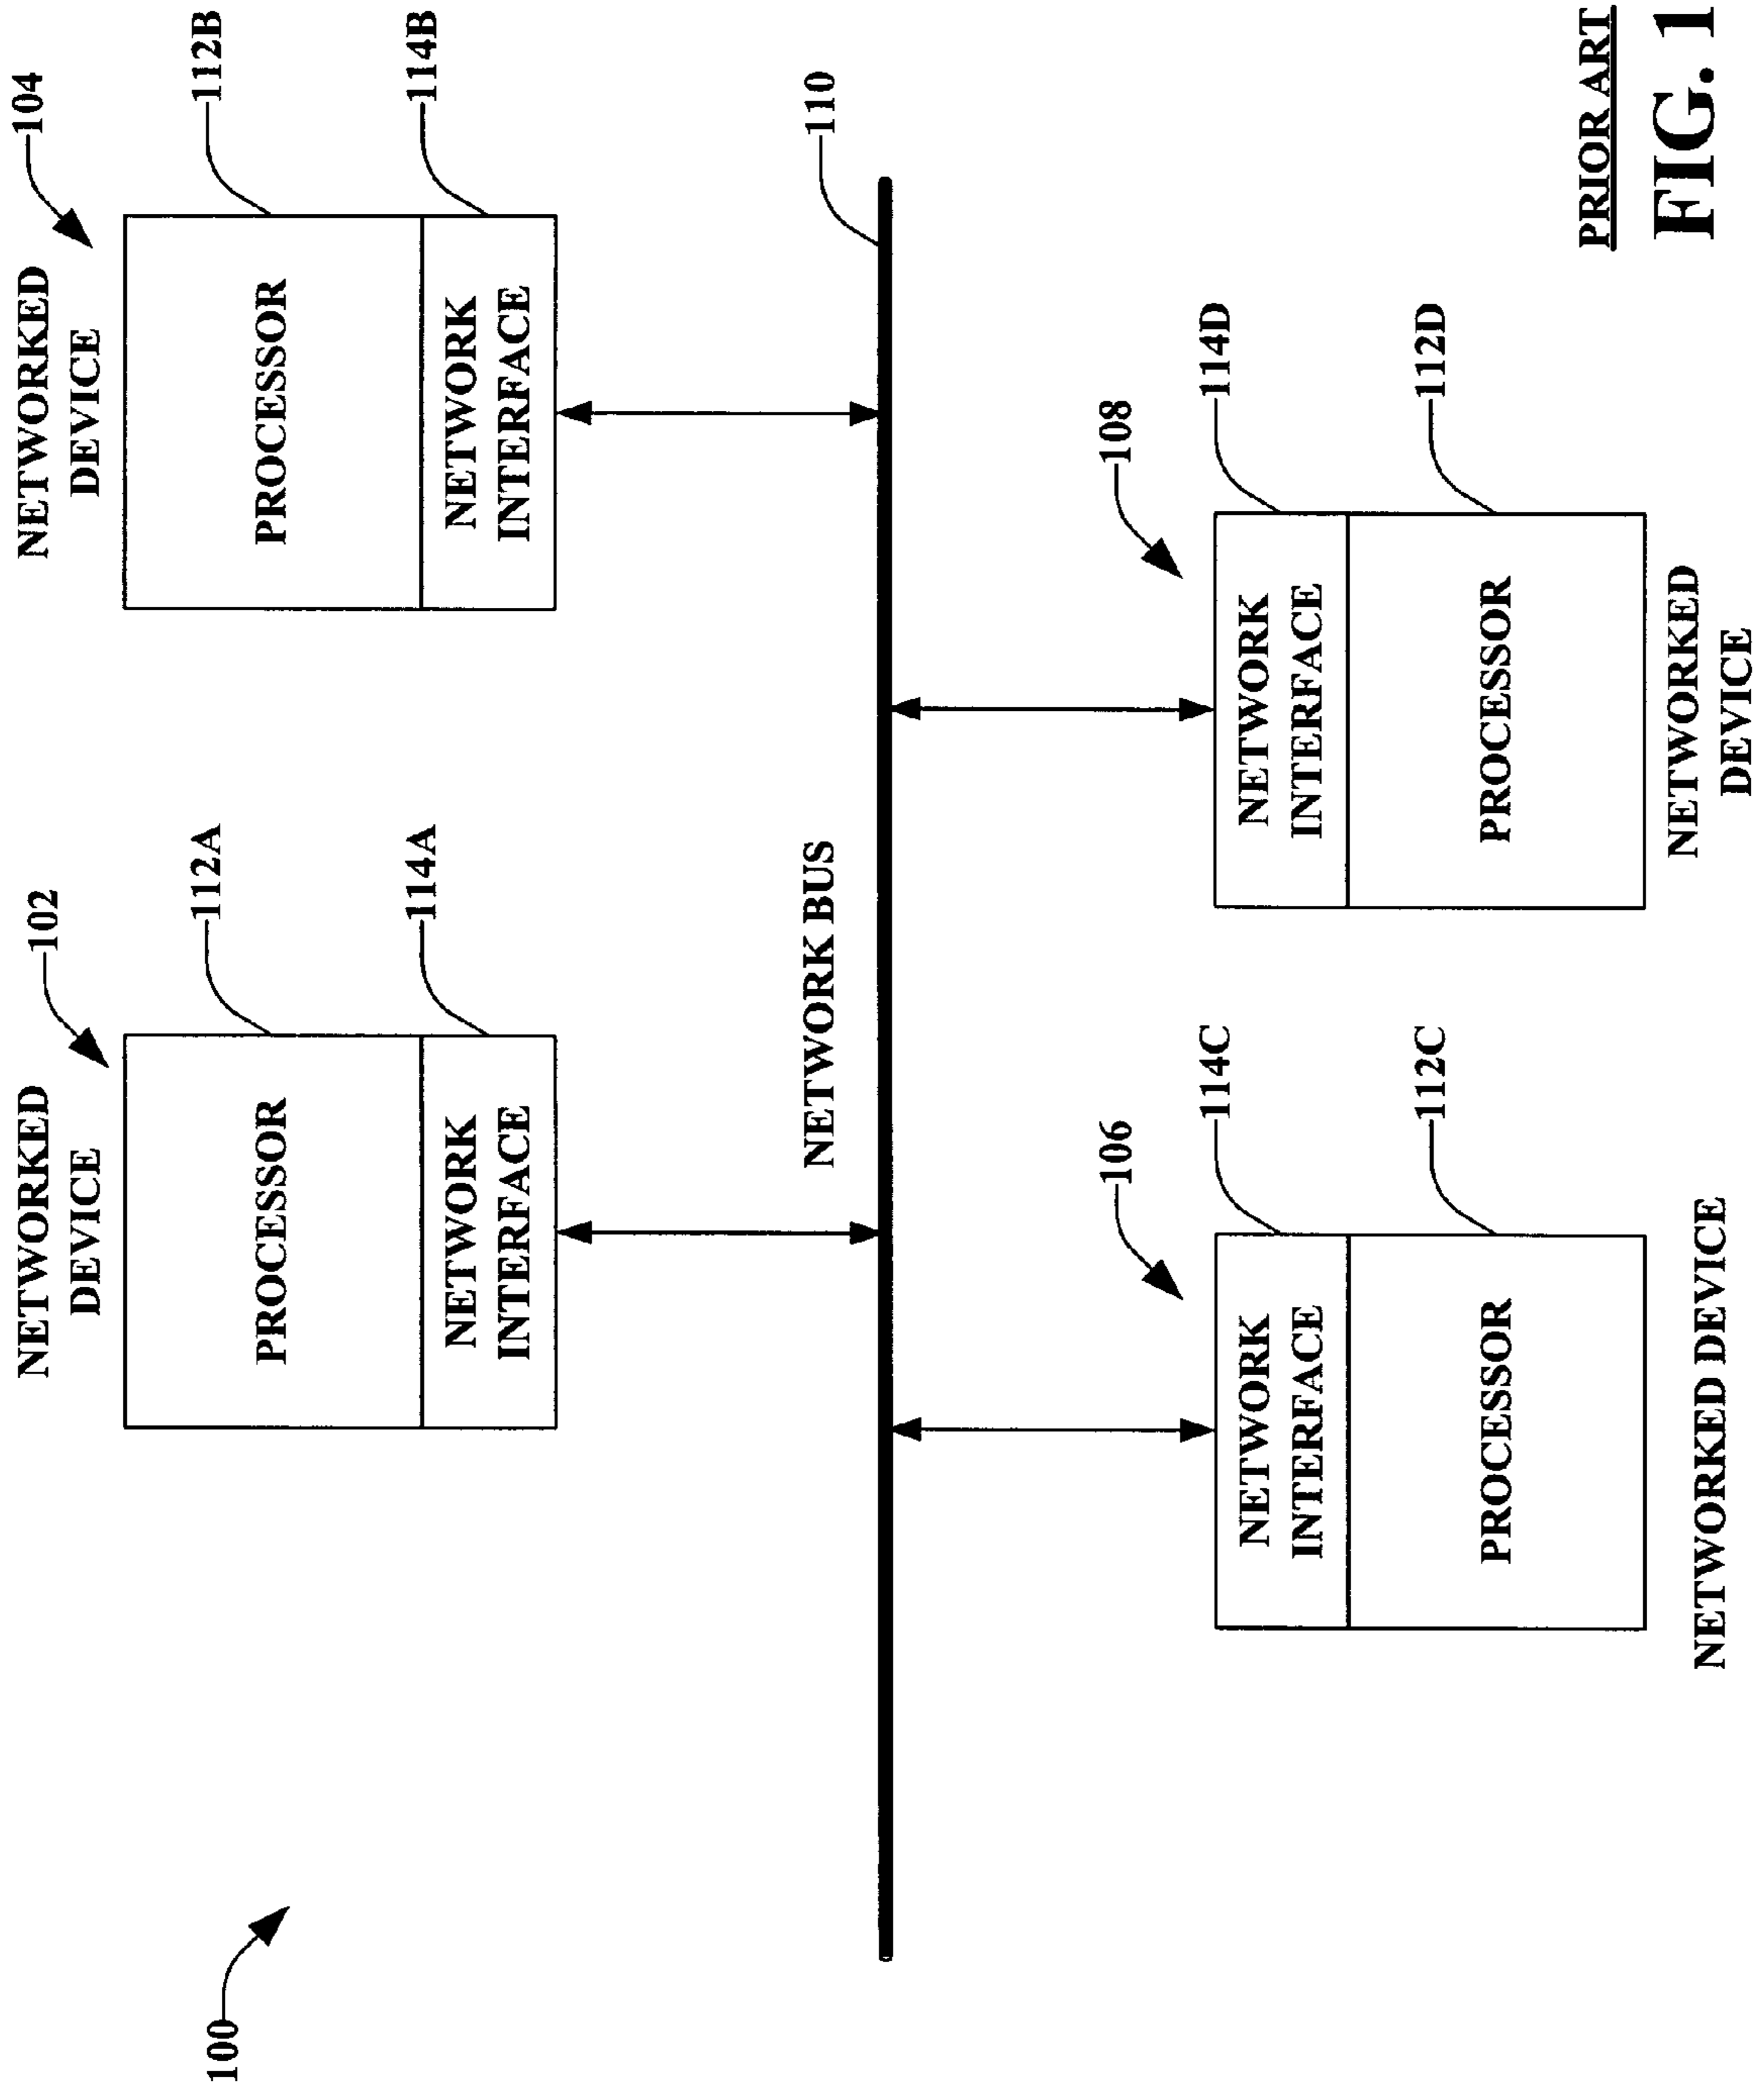 100
NETWORKED
DEVICE
102
PROCESSOR
112A
NETWORK
INTERFACE
114A
NETWORKED
DEVICE
104
PROCESSOR
112B
NETWORK
INTERFACE
114B
NETWORK BUS
110
106
NETWORK
INTERFACE
114C
PROCESSOR
112C
NETWORKED DEVICE
108
NETWORK
INTERFACE
114D
PROCESSOR
112D
NETWORKED
DEVICE
PRIOR ART
FIG. 1